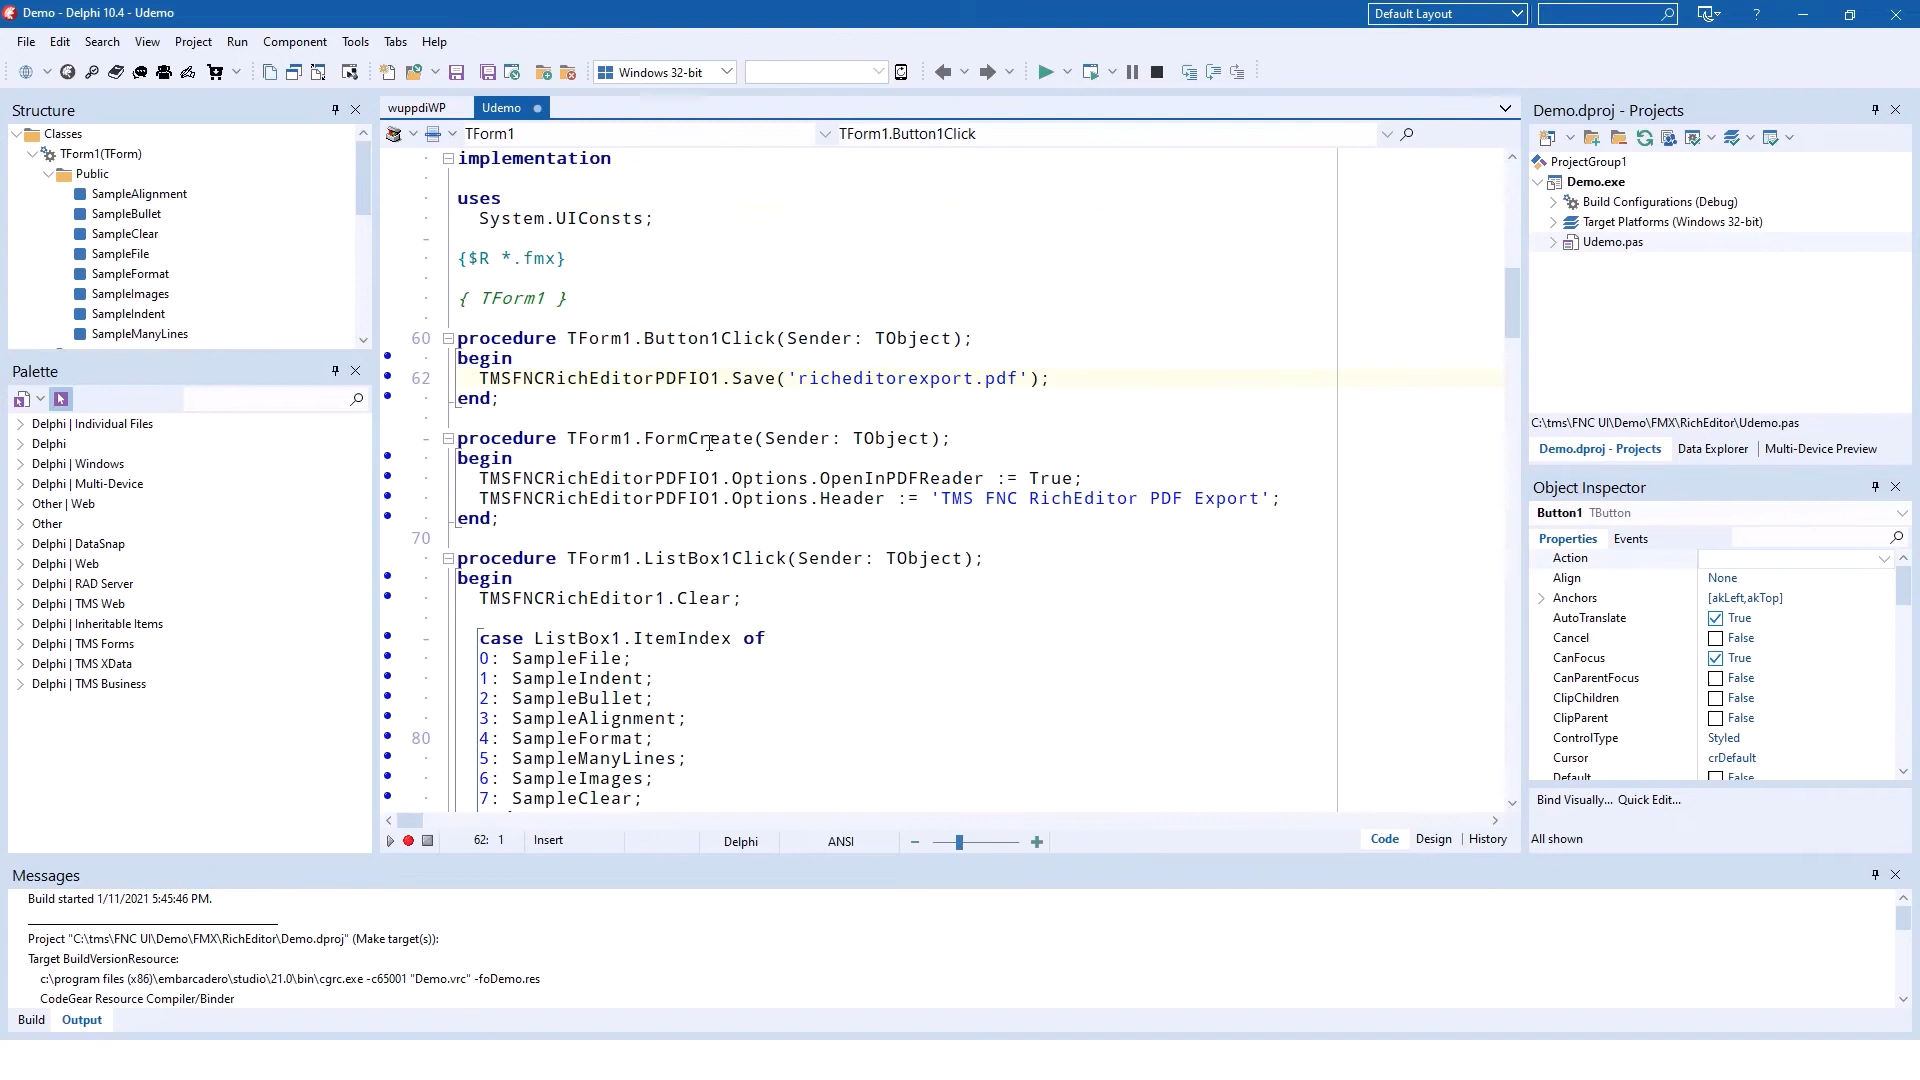 Demo - Delphi 10.4 - Udemo
Default Layout
?
File Edit Search View Project Run Component Tools Tabs Help
Windows 32-bit
Structure
Classes
TForm1(TForm)
Public
SampleAlignment
SampleBullet
SampleClear
SampleFile
SampleFormat
SampleImages
SampleIndent
SampleManyLines
Palette
Delphi | Individual Files
Delphi
Delphi | Windows
Delphi | Multi-Device
Other | Web
Other
Delphi | DataSnap
Delphi | Web
Delphi | RAD Server
Delphi | TMS Web
Delphi | Inheritable Items
Delphi | TMS Forms
Delphi | TMS XData
Delphi | TMS Business
wuppdiWP Udemo
TForm1 TForm1.Button1Click
implementation
uses
System.UIConsts;
{$R *.fmx}
{ TForm1 }
60 procedure TForm1.Button1Click(Sender: TObject);
begin
62 TMSFNCRichEditorPDFIO1.Save('richeditorexport.pdf');
end;
procedure TForm1.FormCreate(Sender: TObject);
begin
TMSFNCRichEditorPDFIO1.Options.OpenInPDFReader := True;
TMSFNCRichEditorPDFIO1.Options.Header := 'TMS FNC RichEditor PDF Export';
end;
70
procedure TForm1.ListBox1Click(Sender: TObject);
begin
TMSFNCRichEditor1.Clear;
case ListBox1.ItemIndex of
0: SampleFile;
1: SampleIndent;
2: SampleBullet;
3: SampleAlignment;
80 4: SampleFormat;
5: SampleManyLines;
6: SampleImages;
7: SampleClear;
62: 1 Insert Delphi ANSI Code Design History
Demo.dproj - Projects
ProjectGroup1
Demo.exe
Build Configurations (Debug)
Target Platforms (Windows 32-bit)
Udemo.pas
C:\tms\FNC UI\Demo\FMX\RichEditor\Udemo.pas
Demo.dproj - Projects Data Explorer Multi-Device Preview
Object Inspector
Button1 TButton
Properties Events
Action
Align None
Anchors [akLeft,akTop]
AutoTranslate True
Cancel False
CanFocus True
CanParentFocus False
ClipChildren False
ClipParent False
ControlType Styled
Cursor crDefault
Default False
Bind Visually... Quick Edit...
All shown
Messages
Build started 1/11/2021 5:45:46 PM.
Project "C:\tms\FNC UI\Demo\FMX\RichEditor\Demo.dproj" (Make target(s)):
Target BuildVersionResource:
c:\program files (x86)\embarcadero\studio\21.0\bin\cgrc.exe -c65001 "Demo.vrc" -foDemo.res
CodeGear Resource Compiler/Binder
Build Output